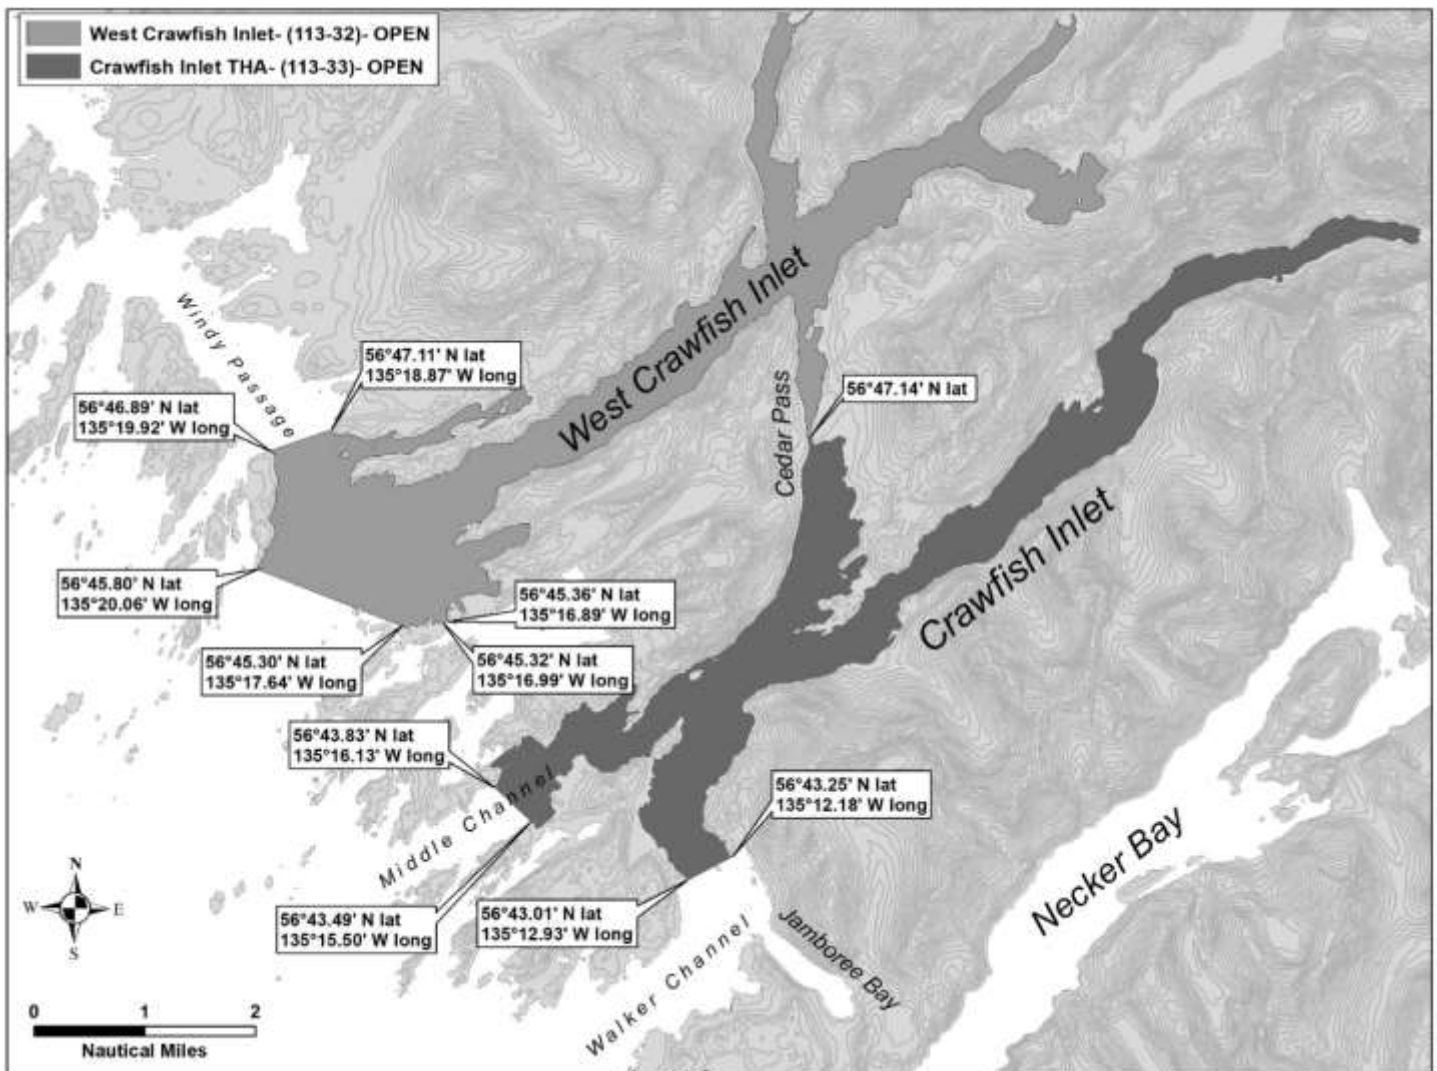 West Crawfish Inlet- (113-32)- OPEN
Crawfish Inlet THA- (113-33)- OPEN
Windy Passage
56°47.11' N lat
135°18.87' W long
56°46.89' N lat
135°19.92' W long
West Crawfish Inlet
Cedar Pass
56°47.14' N lat
Crawfish Inlet
56°45.80' N lat
135°20.06' W long
56°45.36' N lat
135°16.89' W long
56°45.30' N lat
135°17.64' W long
56°45.32' N lat
135°16.99' W long
56°43.83' N lat
135°16.13' W long
Middle Channel
56°43.25' N lat
135°12.18' W long
Necker Bay
56°43.49' N lat
135°15.50' W long
56°43.01' N lat
135°12.93' W long
Walker Channel
Jamboree Bay
N
W E
S
0 1 2
Nautical Miles